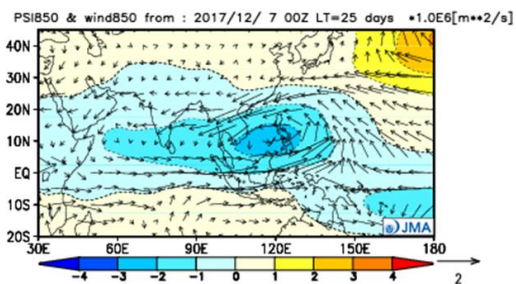 PSI850 & wind850 from : 2017/12/ 7 00Z LT=25 days *1.0E6[m**2/s]
40N
30N
20N
10N
EQ
10S
20S
JMA
30E 60E 90E 120E 150E 180
-4 -3 -2 -1 0 1 2 3 4
2